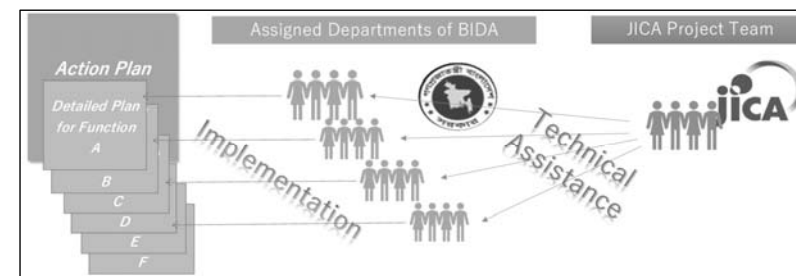 Assigned Departments of BIDA
JICA Project Team
Action Plan
Detailed Plan
for Function
A
B
C
D
E
F
Implementation
Technical
Assistance
JICA